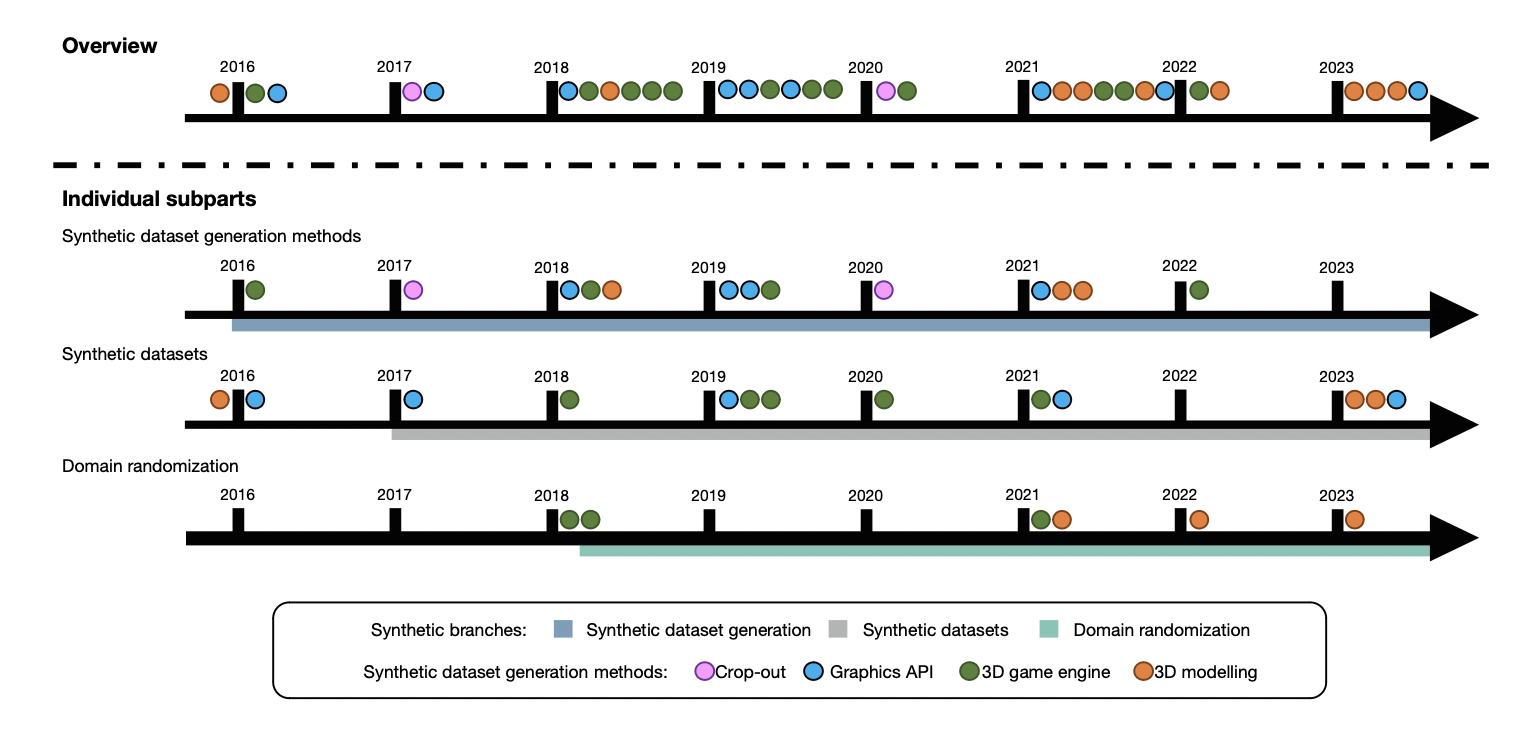 Overview
2016 2017 2018 2019 2020 2021 2022 2023
Individual subparts
Synthetic dataset generation methods
2016 2017 2018 2019 2020 2021 2022 2023
Synthetic datasets
2016 2017 2018 2019 2020 2021 2022 2023
Domain randomization
2016 2017 2018 2019 2020 2021 2022 2023
Synthetic branches: Synthetic dataset generation Synthetic datasets Domain randomization
Synthetic dataset generation methods: Crop-out Graphics API 3D game engine 3D modelling